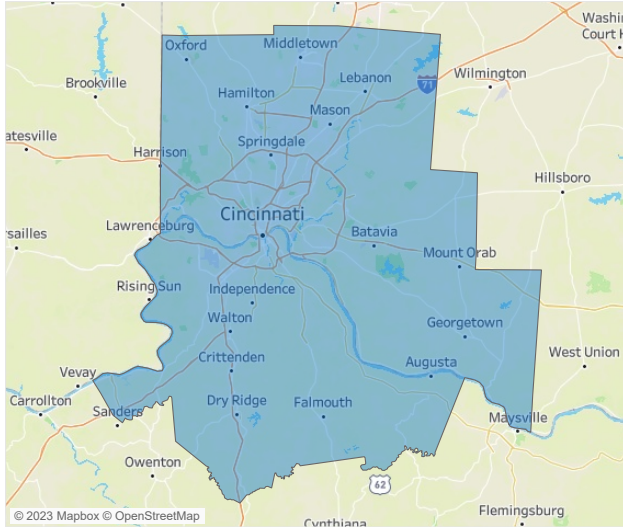 Washin
Court H
Oxford
Middletown
Wilmington
Lebanon
Brookville
71
Hamilton
Mason
atesville
Springdale
Harrison
Hillsboro
Cincinnati
Lawrenceburg
Batavia
rsailles
Mount Orab
Rising Sun
Independence
Walton
Georgetown
West Union
Crittenden
Augusta
Vevay
Carrollton
Dry Ridge
Falmouth
Sanders
Maysville
Owenton
62
Flemingsburg
© 2023 Mapbox © OpenStreetMap
Cynthiana